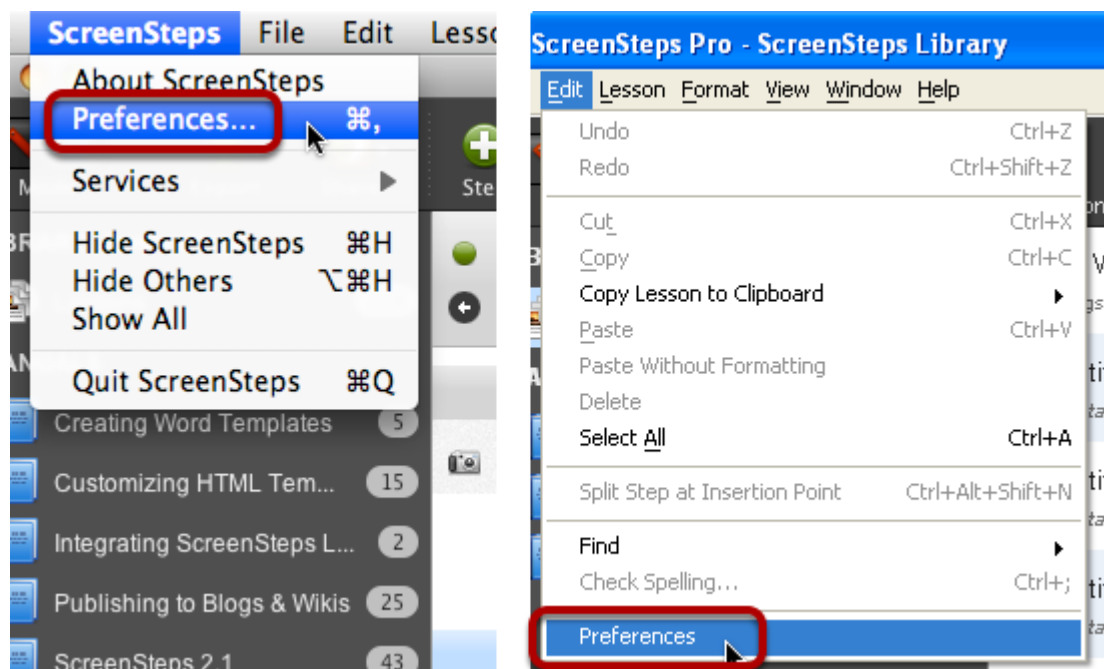 ScreenSteps File Edit
About ScreenSteps
Preferences... ⌘,
Services
Hide ScreenSteps ⌘H
Hide Others ⌥⌘H
Show All
Quit ScreenSteps ⌘Q
Creating Word Templates 5
Customizing HTML Tem... 15
Integrating ScreenSteps L... 2
Publishing to Blogs & Wikis 25
ScreenSteps 2.1 43
ScreenSteps Pro - ScreenSteps Library
Edit Lesson Format View Window Help
Undo Ctrl+Z
Redo Ctrl+Shift+Z
Cut Ctrl+X
Copy Ctrl+C
Copy Lesson to Clipboard
Paste Ctrl+V
Paste Without Formatting
Delete
Select All Ctrl+A
Split Step at Insertion Point Ctrl+Alt+Shift+N
Find
Check Spelling... Ctrl+;
Preferences